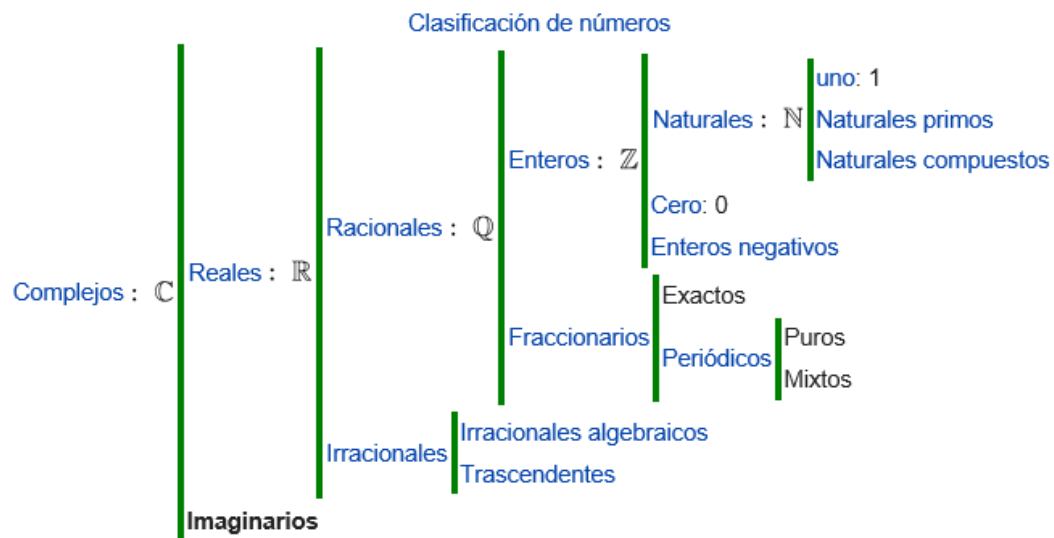 Clasificación de números
Complejos : ℂ
Reales : ℝ
Racionales : ℚ
Enteros : ℤ
Naturales : ℕ
uno: 1
Naturales primos
Naturales compuestos
Cero: 0
Enteros negativos
Fraccionarios
Exactos
Periódicos
Puros
Mixtos
Irracionales
Irracionales algebraicos
Trascendentes
Imaginarios